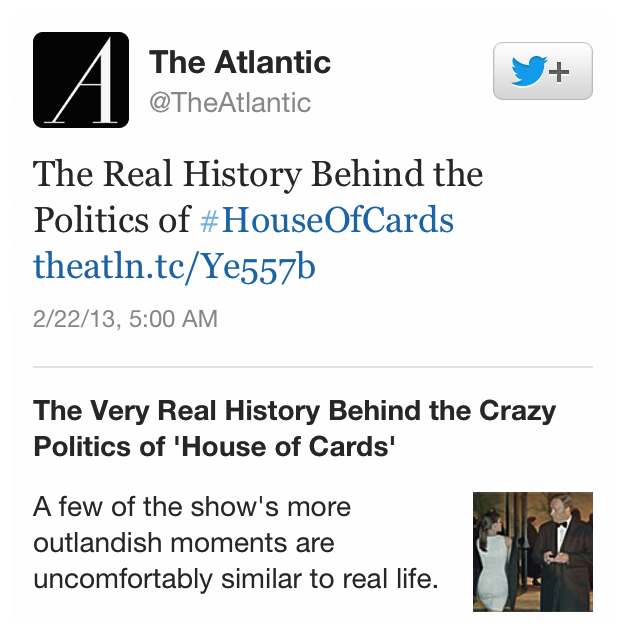 The Atlantic
@TheAtlantic
The Real History Behind the
Politics of #HouseOfCards
theatln.tc/Ye557b
2/22/13, 5:00 AM
The Very Real History Behind the Crazy
Politics of 'House of Cards'
A few of the show's more
outlandish moments are
uncomfortably similar to real life.